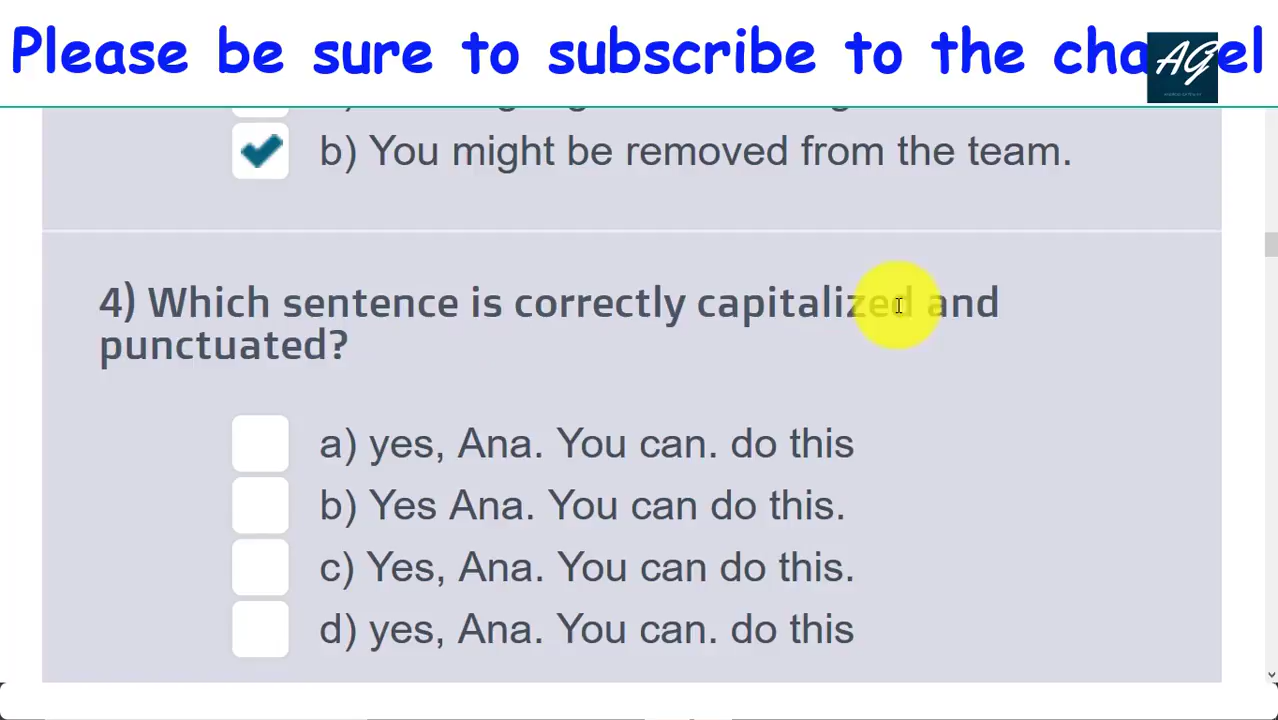 Please be sure to subscribe to the cha el
AG
b) You might be removed from the team.
4) Which sentence is correctly capitalized and
punctuated?
a) yes, Ana. You can. do this
b) Yes Ana. You can do this.
c) Yes, Ana. You can do this.
d) yes, Ana. You can. do this